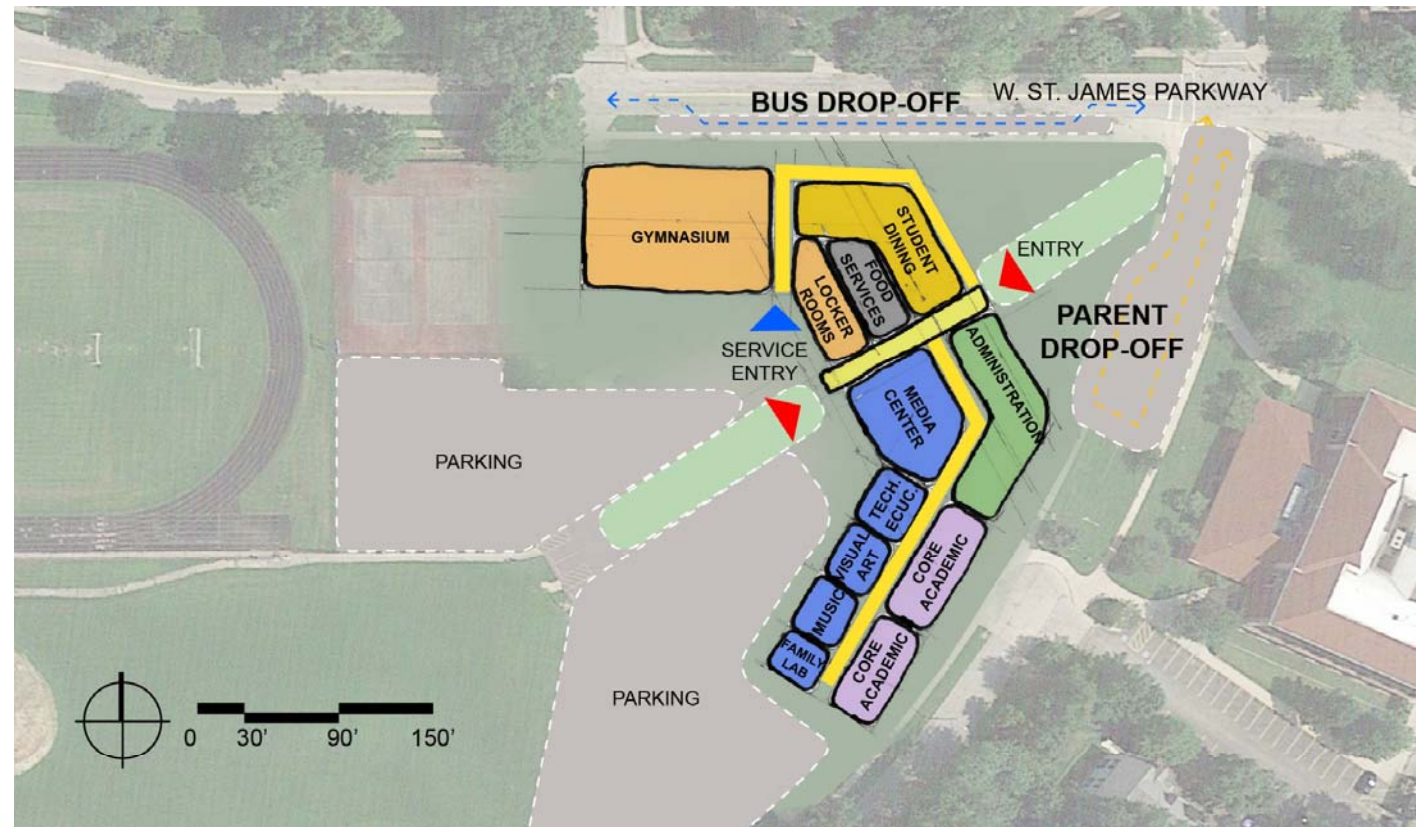 BUS DROP-OFF
W. ST. JAMES PARKWAY
GYMNASIUM
STUDENT
DINING
FOOD
SERVICES
LOCKER
ROOMS
ENTRY
PARENT
DROP-OFF
SERVICE
ENTRY
ADMINISTRATION
MEDIA
CENTER
PARKING
TECH.
ECUC.
VISUAL
ART
CORE
ACADEMIC
MUSIC
FAMILY
LAB
CORE
ACADEMIC
PARKING
0 30' 90' 150'